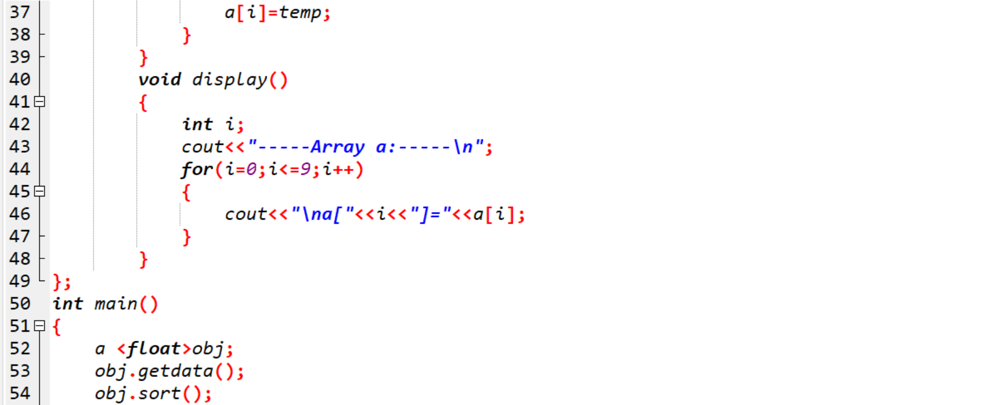 37 a[i]=temp;
38 }
39 }
40 void display()
41 {
42 int i;
43 cout<<"-----Array a:-----\n";
44 for(i=0;i<=9;i++)
45 {
46 cout<<"\na["<<i<<"]="<<a[i];
47 }
48 }
49 };
50 int main()
51 {
52 a <float>obj;
53 obj.getdata();
54 obj.sort();